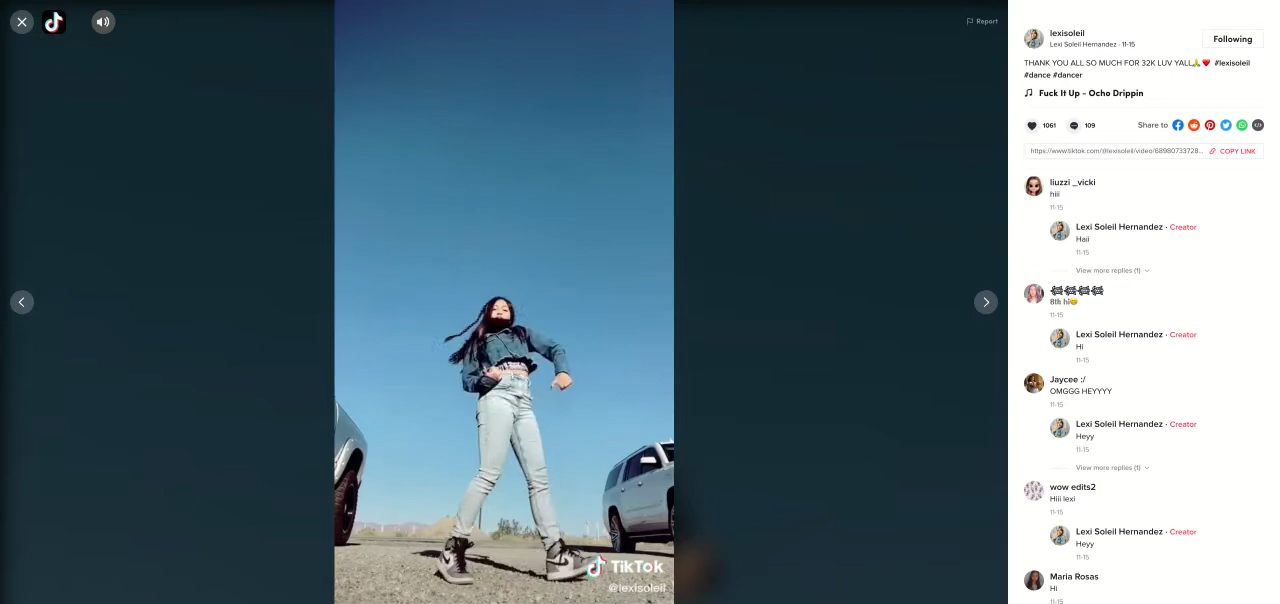 Report
TikTok
@lexisoleil
lexisoleil
Lexi Soleil Hernandez · 11-15
Following
THANK YOU ALL SO MUCH FOR 32K LUV YALL🙏❤️ #lexisoleil
#dance #dancer
Fuck It Up - Ocho Drippin
1061
109
Share to
https://www.tiktok.com/@lexisoleil/video/68980733728...
COPY LINK
liuzzi _vicki
hiii
11-15
Lexi Soleil Hernandez · Creator
Haii
11-15
View more replies (1)
8th hi
11-15
Lexi Soleil Hernandez · Creator
Hi
11-15
Jaycee :/
OMGGG HEYYYY
11-15
Lexi Soleil Hernandez · Creator
Heyy
11-15
View more replies (1)
wow edits2
Hiii lexi
11-15
Lexi Soleil Hernandez · Creator
Heyy
11-15
Maria Rosas
Hi
11-15